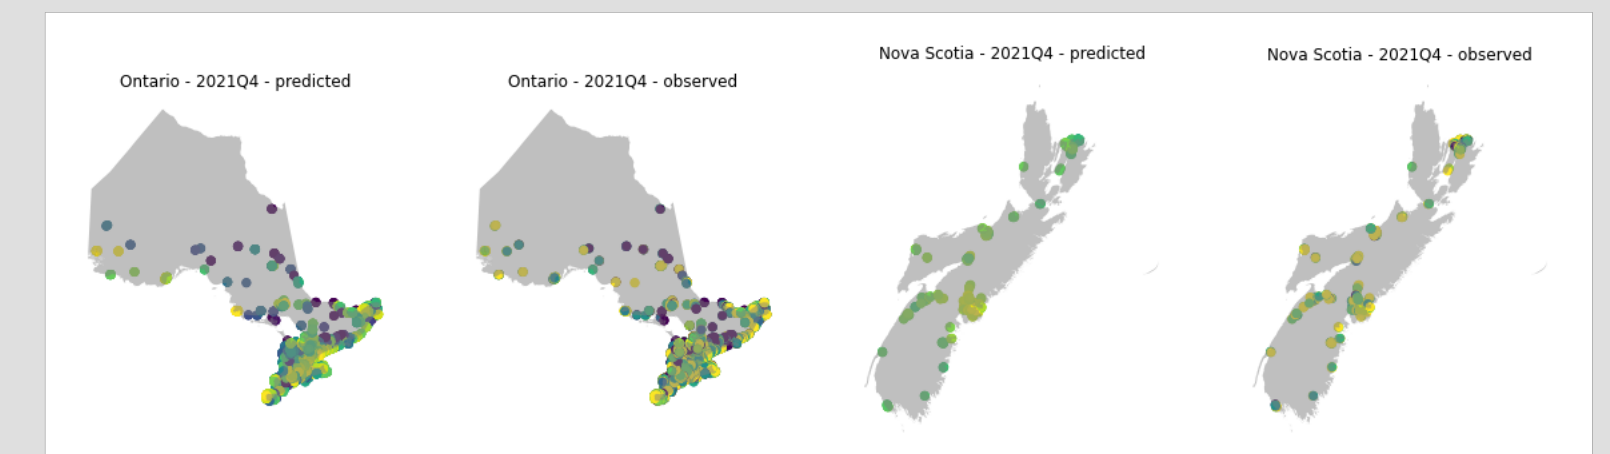 Ontario - 2021Q4 - predicted
Ontario - 2021Q4 - observed
Nova Scotia - 2021Q4 - predicted
Nova Scotia - 2021Q4 - observed